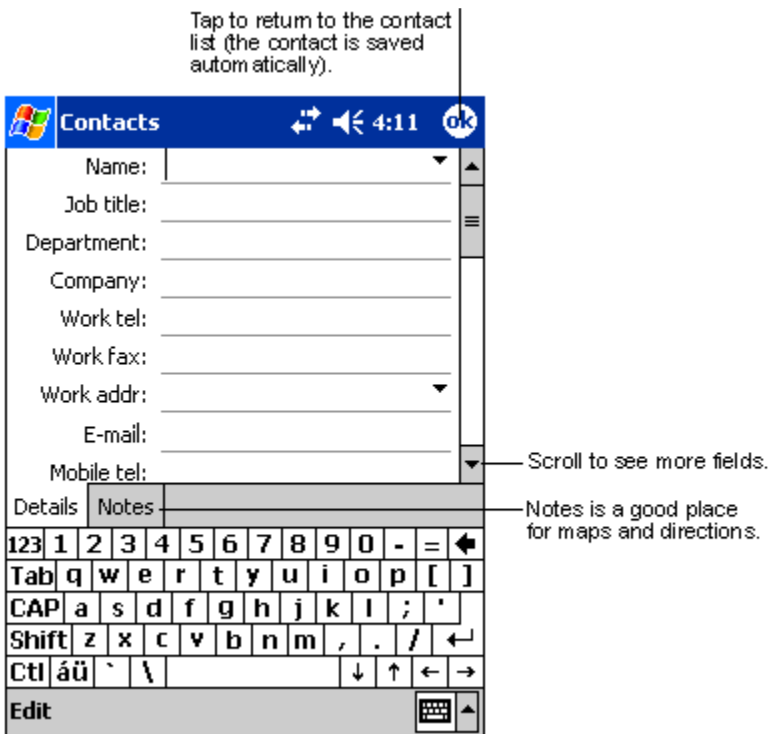 Tap to return to the contact
list (the contact is saved
automatically).
Contacts 4:11 ok
Name:
Job title:
Department:
Company:
Work tel:
Work fax:
Work addr:
E-mail:
Mobile tel:
Scroll to see more fields.
Details Notes
Notes is a good place
for maps and directions.
123 1 2 3 4 5 6 7 8 9 0 - = 🡄
Tab q w e r t y u i o p [ ]
CAP a s d f g h j k l ; '
Shift z x c v b n m , . / ↵
Ctl áü ` \ ↓ ↑ ← →
Edit